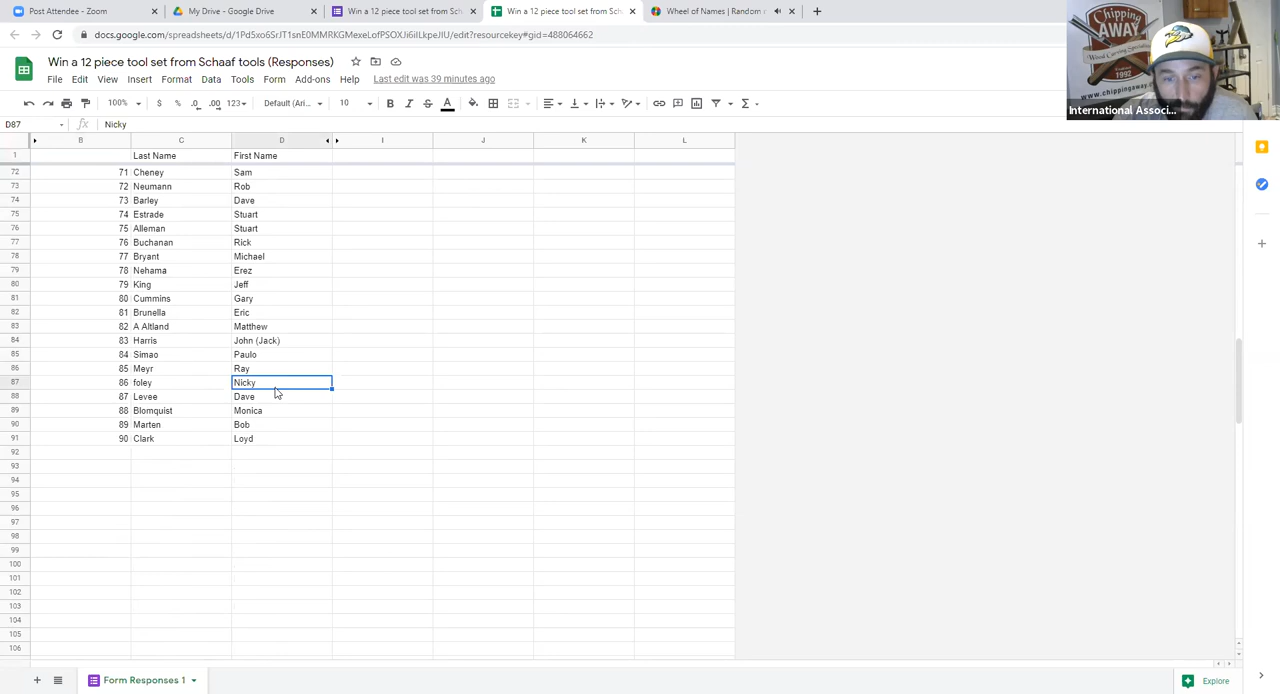 Post Attendee - Zoom
My Drive - Google Drive
Win a 12 piece tool set from Scha
Win a 12 piece tool set from Sch
Wheel of Names | Random
docs.google.com/spreadsheets/d/1Pd5xo6SrJT1snE0MMRKGMexeLofPSOXJi6iILkpeJIU/edit?resourcekey#gid=488064662
Win a 12 piece tool set from Schaaf tools (Responses)
File Edit View Insert Format Data Tools Form Add-ons Help Last edit was 39 minutes ago
100% $ % .0 .00 123 Default (Ari... 10 B I S A
D87 fx Nicky
B C D I J K L
1 Last Name First Name
72 71 Cheney Sam
73 72 Neumann Rob
74 73 Barley Dave
75 74 Estrade Stuart
76 75 Alleman Stuart
77 76 Buchanan Rick
78 77 Bryant Michael
79 78 Nehama Erez
80 79 King Jeff
81 80 Cummins Gary
82 81 Brunella Eric
83 82 A Altland Matthew
84 83 Harris John (Jack)
85 84 Simao Paulo
86 85 Meyr Ray
87 86 foley Nicky
88 87 Levee Dave
89 88 Blomquist Monica
90 89 Marten Bob
91 90 Clark Loyd
92
93
94
95
96
97
98
99
100
101
102
103
104
105
106
Form Responses 1
Explore
Chipping
AWAY
Wood Carving Specialists
SINCE
1992
www.chippingaway.c
International Associ...